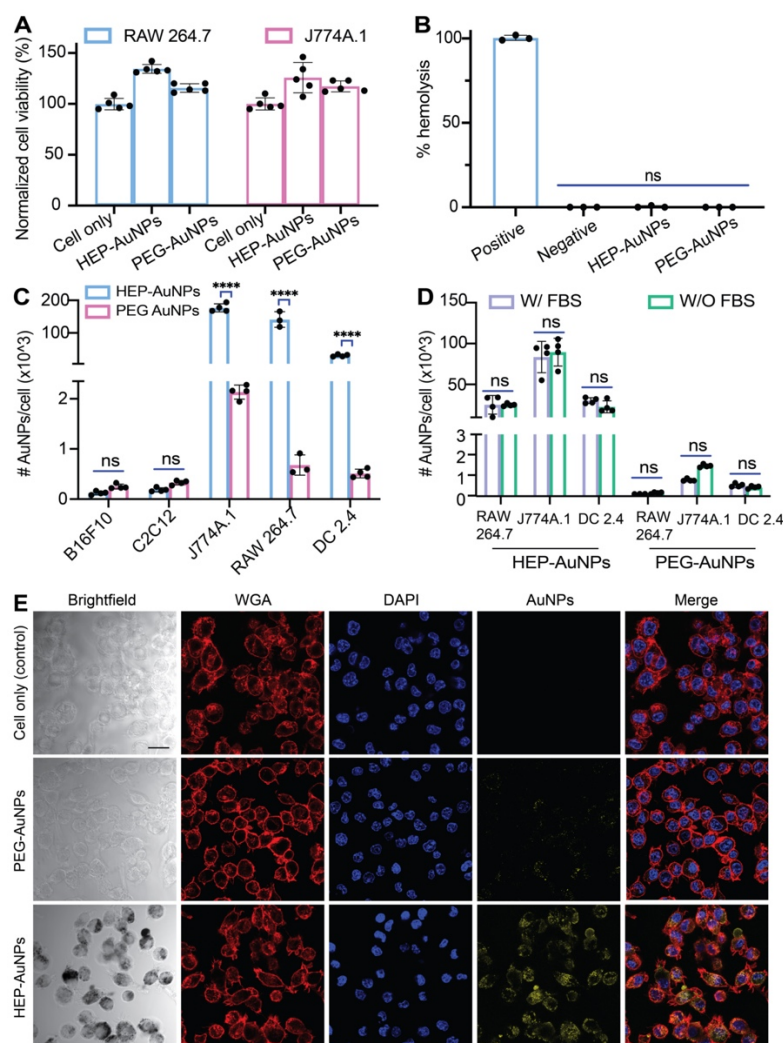 A
RAW 264.7
J774A.1
Normalized cell viability (%)
150
100
50
0
Cell only
HEP-AuNPs
PEG-AuNPs
Cell only
HEP-AuNPs
PEG-AuNPs
B
% hemolysis
100
50
0
ns
Positive
Negative
HEP-AuNPs
PEG-AuNPs
C
HEP-AuNPs
PEG AuNPs
# AuNPs/cell (x10^3)
200
100
2
1
0
ns
ns
****
****
****
B16F10
C2C12
J774A.1
RAW 264.7
DC 2.4
D
W/ FBS
W/O FBS
# AuNPs/cell (x10^3)
100
50
3
2
1
0
ns
ns
ns
ns
ns
ns
RAW
264.7
J774A.1
DC 2.4
RAW
264.7
J774A.1
DC 2.4
HEP-AuNPs
PEG-AuNPs
E
Brightfield
WGA
DAPI
AuNPs
Merge
Cell only (control)
PEG-AuNPs
HEP-AuNPs